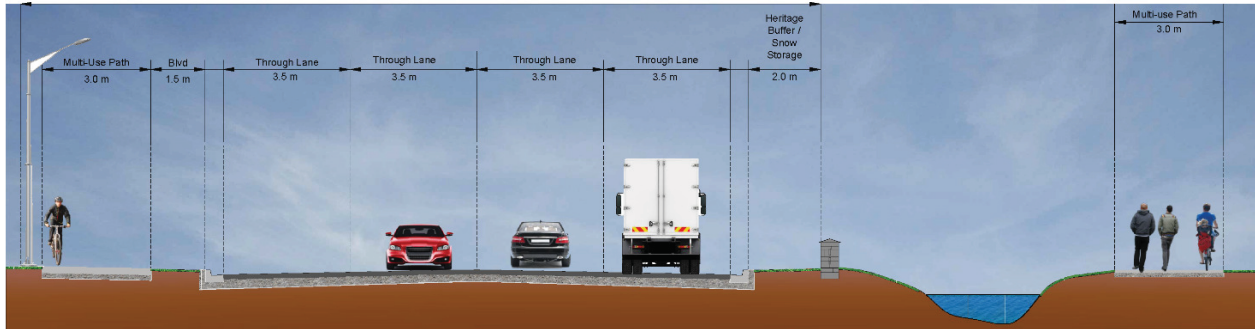 Multi-Use Path
3.0 m
Blvd
1.5 m
Through Lane
3.5 m
Through Lane
3.5 m
Through Lane
3.5 m
Through Lane
3.5 m
Heritage
Buffer /
Snow
Storage
2.0 m
Multi-use Path
3.0 m